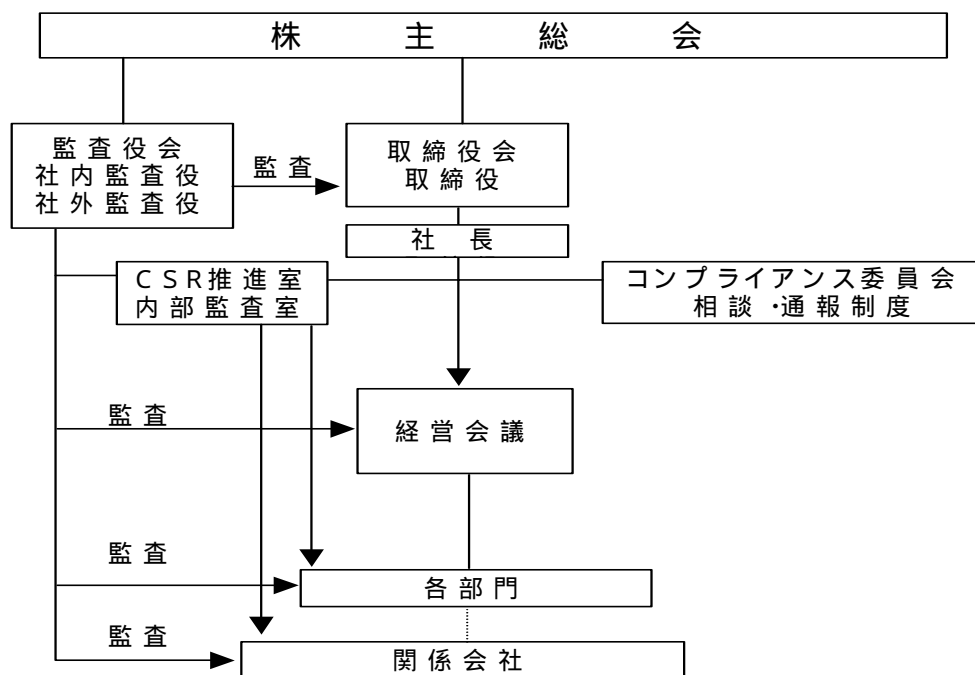 株主総会
監査役会
社内監査役
社外監査役
監査
取締役会
取締役
社長
CSR推進室
内部監査室
コンプライアンス委員会
相談・通報制度
監査
経営会議
監査
各部門
監査
関係会社